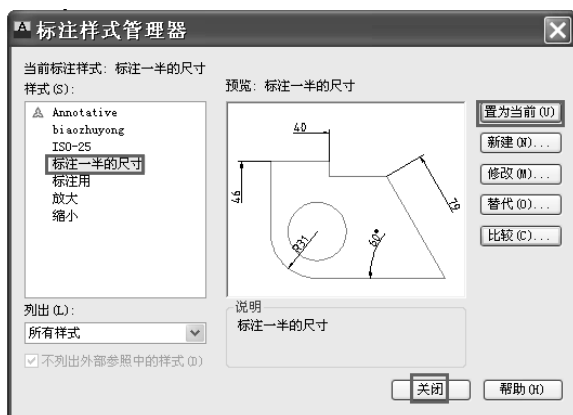 标注样式管理器
当前标注样式: 标注一半的尺寸
样式(S):
Annotative
biaozhuyong
ISO-25
标注一半的尺寸
标注用
放大
缩小
预览: 标注一半的尺寸
40
46
79
R31
60°
置为当前(U)
新建(N)...
修改(M)...
替代(O)...
比较(C)...
列出(L):
所有样式
不列出外部参照中的样式(D)
说明
标注一半的尺寸
关闭
帮助(H)